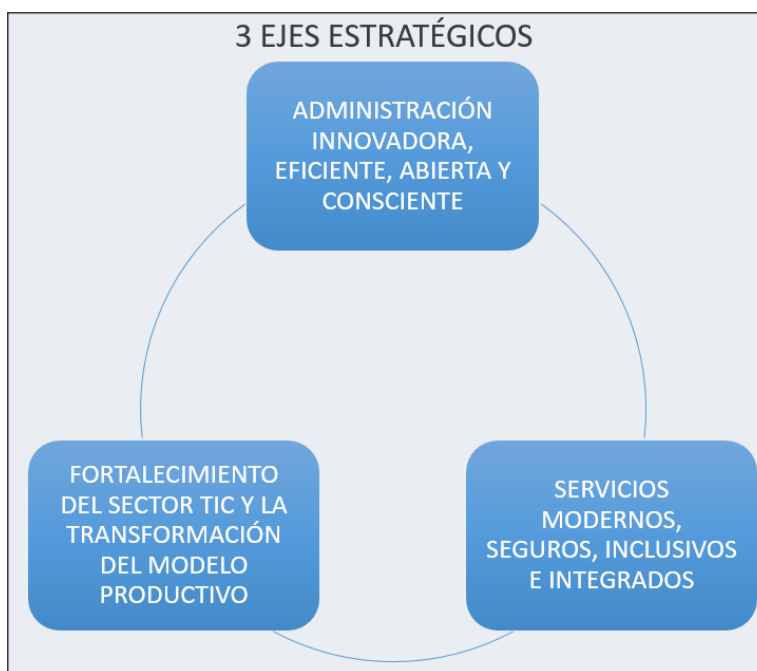 3 EJES ESTRATÉGICOS
ADMINISTRACIÓN
INNOVADORA,
EFICIENTE, ABIERTA Y
CONSCIENTE
FORTALECIMIENTO
DEL SECTOR TIC Y LA
TRANSFORMACIÓN
DEL MODELO
PRODUCTIVO
SERVICIOS
MODERNOS,
SEGUROS, INCLUSIVOS
E INTEGRADOS